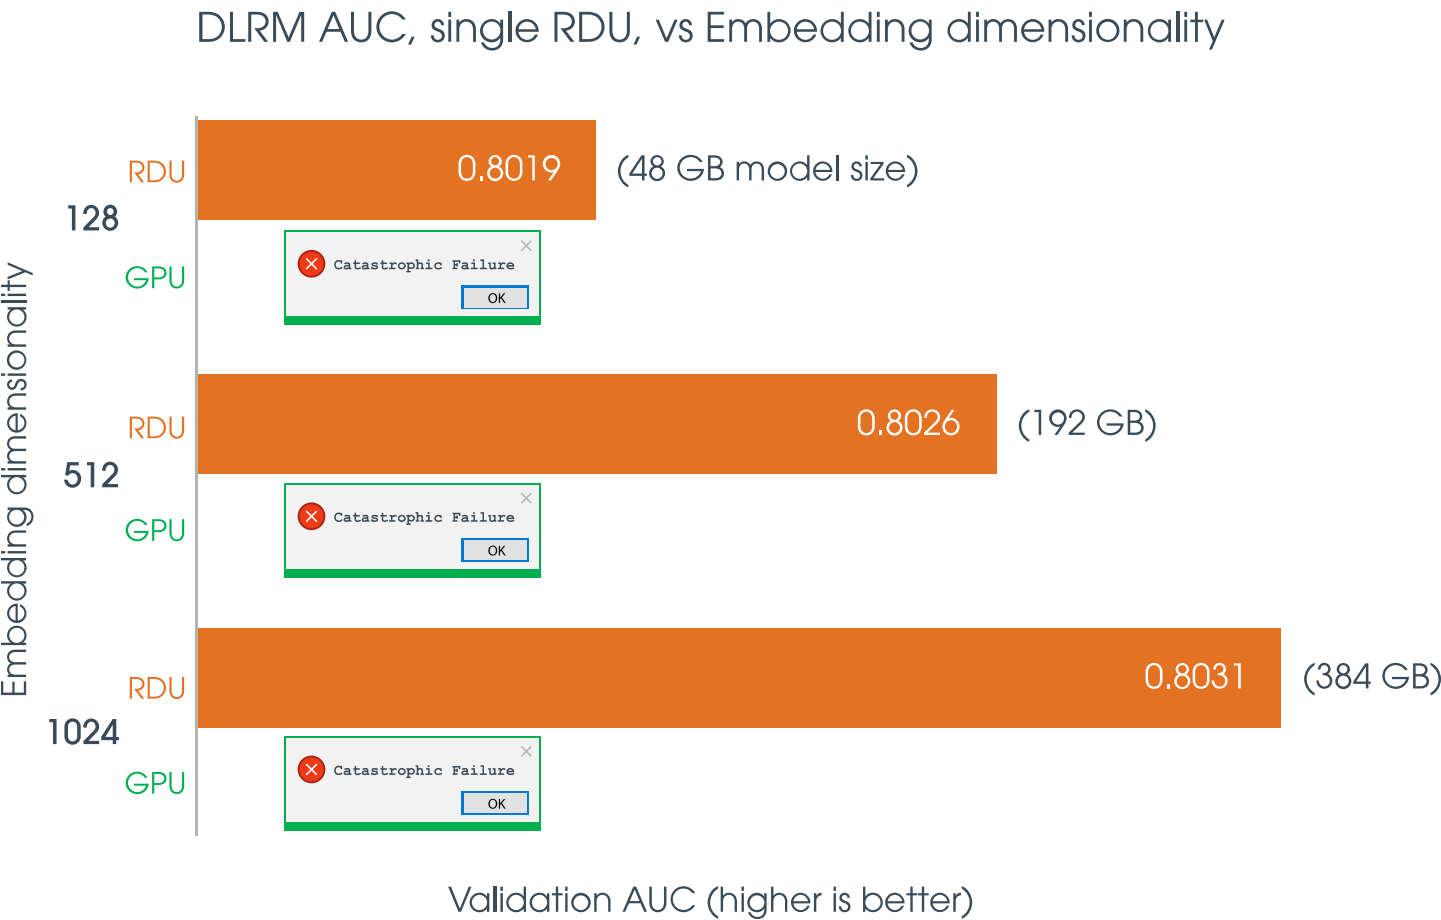 DLRM AUC, single RDU, vs Embedding dimensionality
Embedding dimensionality
128
RDU
0.8019
(48 GB model size)
GPU
Catastrophic Failure
OK
512
RDU
0.8026
(192 GB)
GPU
Catastrophic Failure
OK
1024
RDU
0.8031
(384 GB)
GPU
Catastrophic Failure
OK
Validation AUC (higher is better)